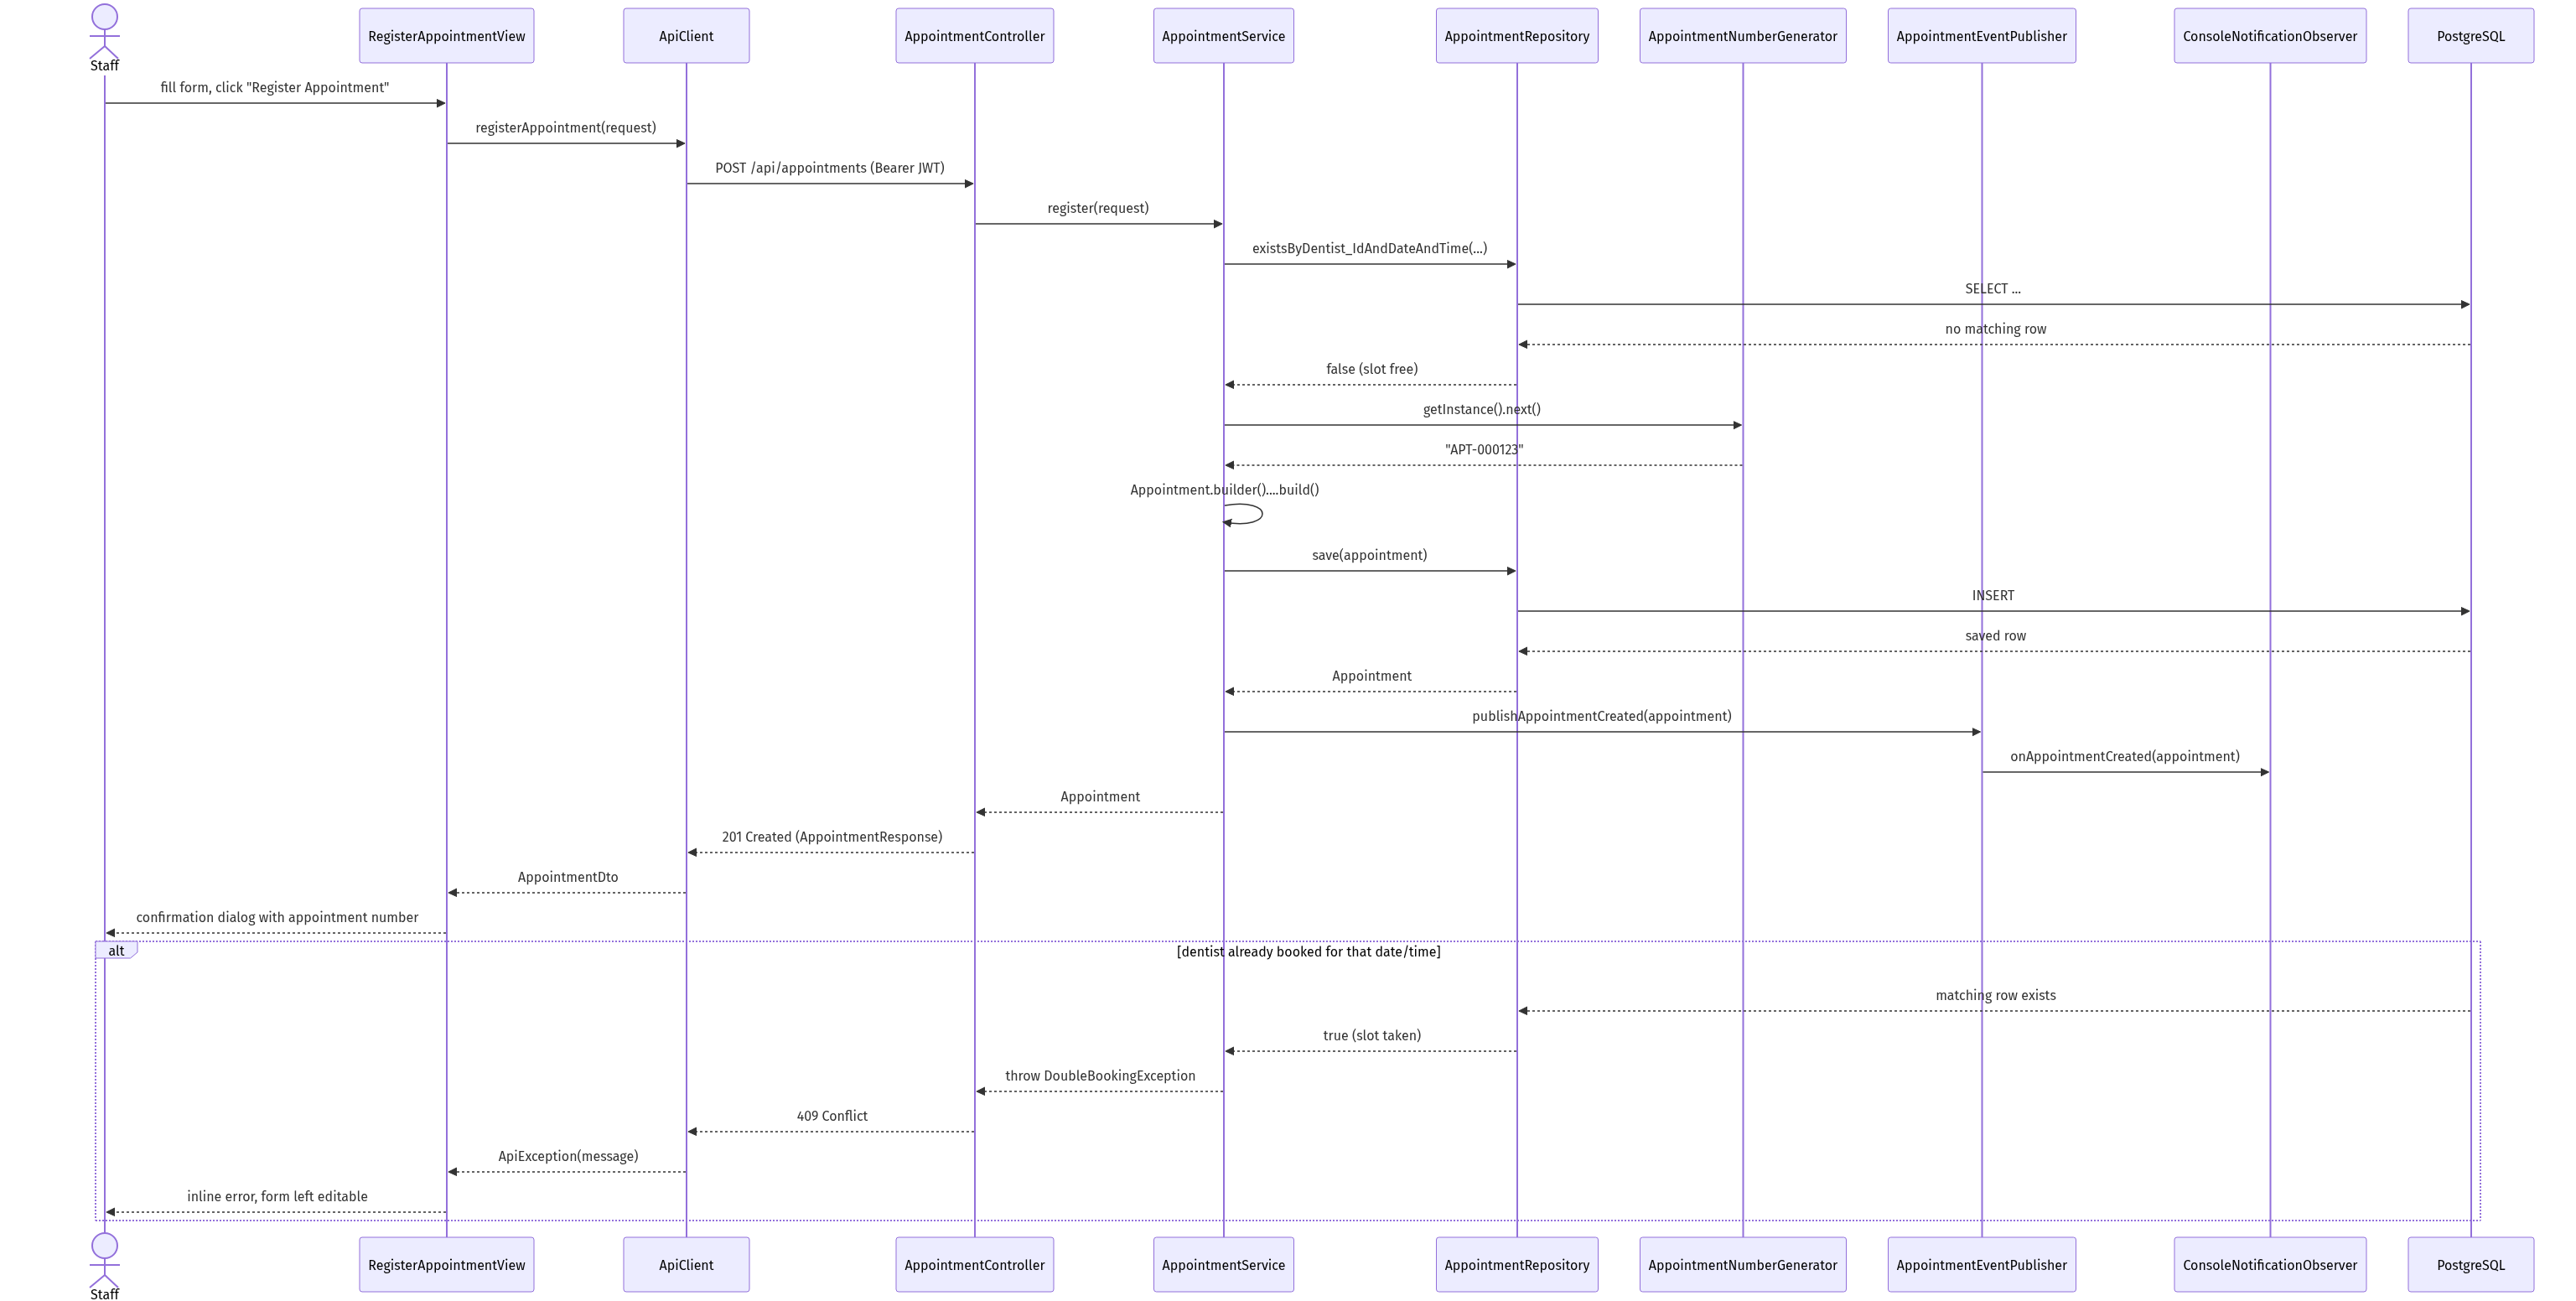 RegisterAppointmentView
ApiClient
AppointmentController
AppointmentService
AppointmentRepository
AppointmentNumberGenerator
AppointmentEventPublisher
ConsoleNotificationObserver
PostgreSQL
Staff
fill form, click "Register Appointment"
registerAppointment(request)
POST /api/appointments (Bearer JWT)
register(request)
existsByDentist_IdAndDateAndTime(...)
SELECT ...
no matching row
false (slot free)
getInstance().next()
"APT-000123"
Appointment.builder()....build()
save(appointment)
INSERT
saved row
Appointment
publishAppointmentCreated(appointment)
onAppointmentCreated(appointment)
Appointment
201 Created (AppointmentResponse)
AppointmentDto
confirmation dialog with appointment number
alt
[dentist already booked for that date/time]
matching row exists
true (slot taken)
throw DoubleBookingException
409 Conflict
ApiException(message)
inline error, form left editable
RegisterAppointmentView
ApiClient
AppointmentController
AppointmentService
AppointmentRepository
AppointmentNumberGenerator
AppointmentEventPublisher
ConsoleNotificationObserver
PostgreSQL
Staff